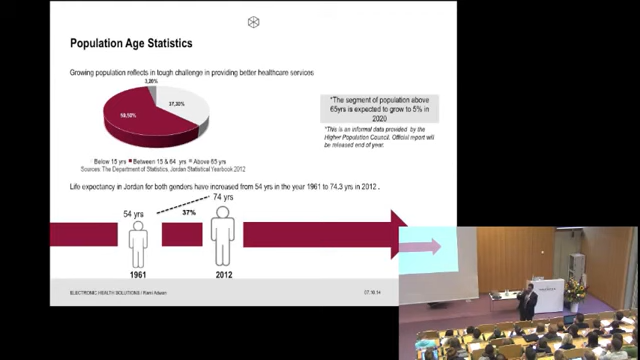 Population Age Statistics
Growing population reflects in tough challenge in providing better healthcare services
3,20%
37,30%
*The segment of population above
65yrs is expected to grow to 5% in
2020
*This is an informal data provided by the
Higher Population Council. Official report will
be released end of year.
Below 15 yrs Between 15 & 64 yrs Above 65 yrs
Sources: The Department of Statistics, Jordan Statistical Yearbook 2012
Life expectancy in Jordan for both genders have increased from 54 yrs in the year 1961 to 74,3 yrs in 2012 .
74 yrs
54 yrs
37%
1961
2012
ELECTRONIC HEALTH SOLUTIONS I Rami
07.10.14